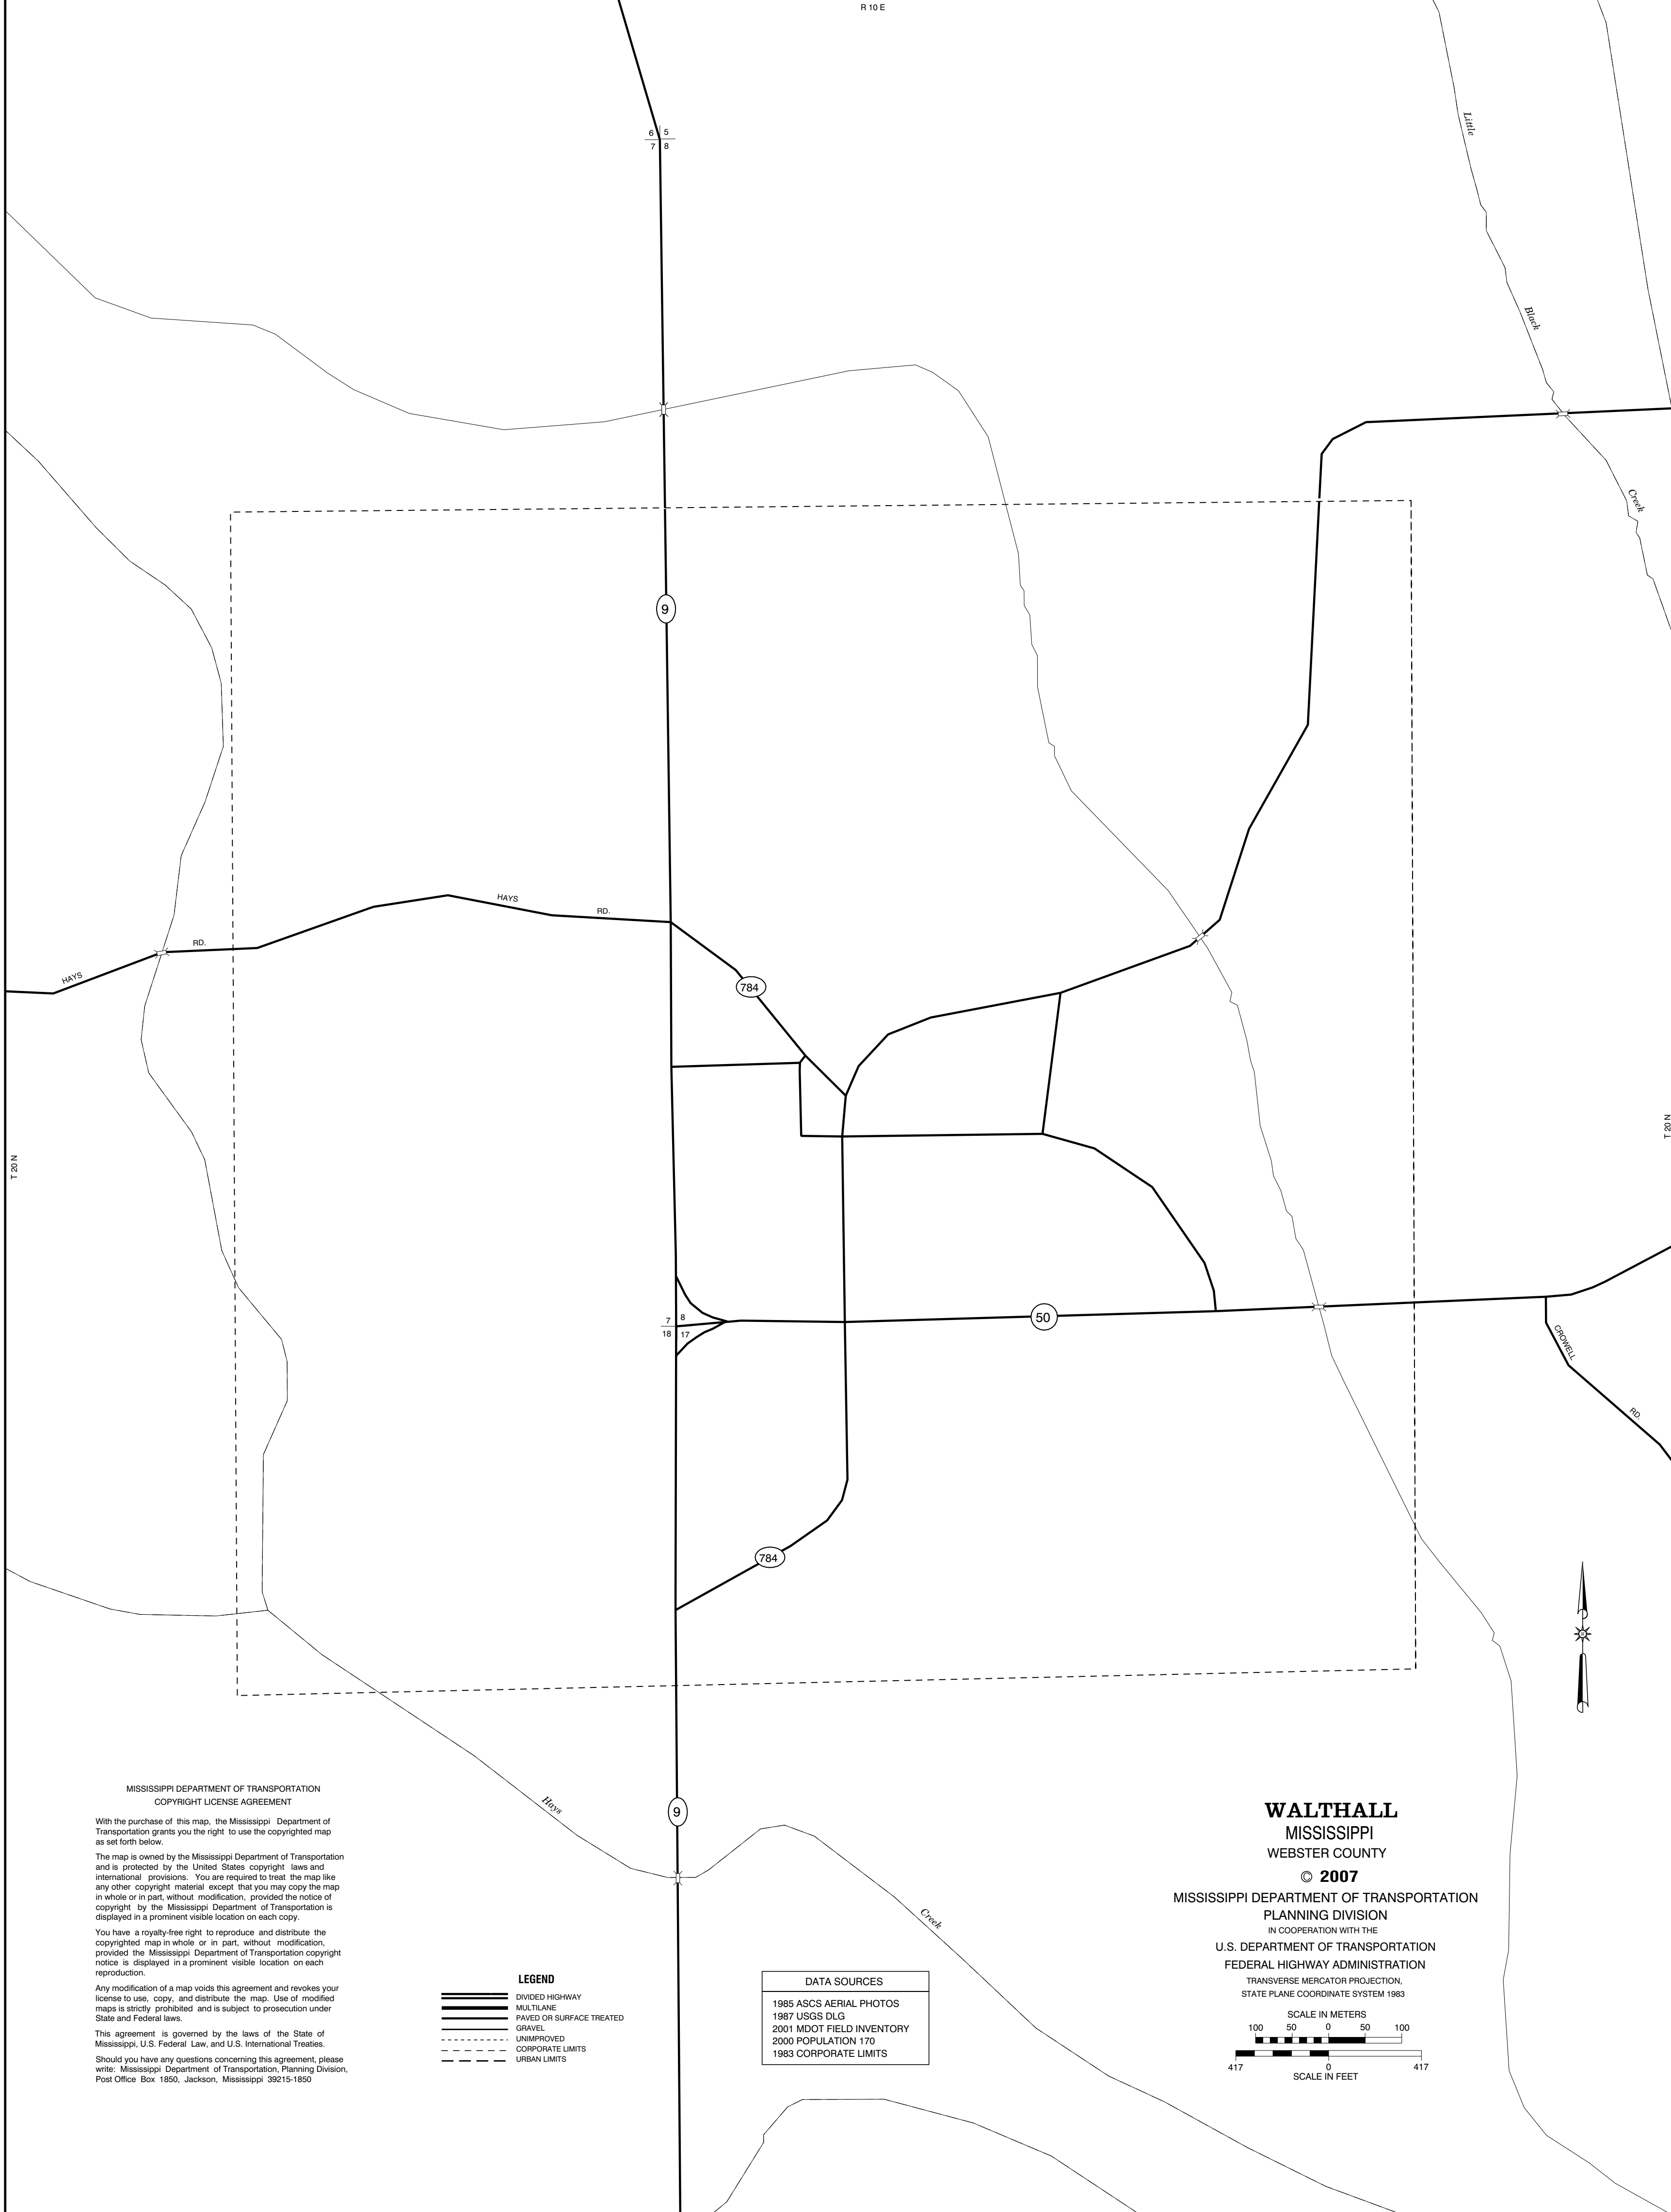 R 10 E
6 5
7 8
Little
Black
Creek
9
HAYS
RD.
RD.
HAYS
784
T 20 N
T 20 N
7 8
18 17
50
CROWELL
RD.
784
Hays
9
Creek
MISSISSIPPI DEPARTMENT OF TRANSPORTATION
COPYRIGHT LICENSE AGREEMENT
With the purchase of this map, the Mississippi Department of
Transportation grants you the right to use the copyrighted map
as set forth below.
The map is owned by the Mississippi Department of Transportation
and is protected by the United States copyright laws and
international provisions. You are required to treat the map like
any other copyright material except that you may copy the map
in whole or in part, without modification, provided the notice of
copyright by the Mississippi Department of Transportation is
displayed in a prominent visible location on each copy.
You have a royalty-free right to reproduce and distribute the
copyrighted map in whole or in part, without modification,
provided the Mississippi Department of Transportation copyright
notice is displayed in a prominent visible location on each
reproduction.
Any modification of a map voids this agreement and revokes your
license to use, copy, and distribute the map. Use of modified
maps is strictly prohibited and is subject to prosecution under
State and Federal laws.
This agreement is governed by the laws of the State of
Mississippi, U.S. Federal Law, and U.S. International Treaties.
Should you have any questions concerning this agreement, please
write: Mississippi Department of Transportation, Planning Division,
Post Office Box 1850, Jackson, Mississippi 39215-1850
LEGEND
DIVIDED HIGHWAY
MULTILANE
PAVED OR SURFACE TREATED
GRAVEL
UNIMPROVED
CORPORATE LIMITS
URBAN LIMITS
DATA SOURCES
1985 ASCS AERIAL PHOTOS
1987 USGS DLG
2001 MDOT FIELD INVENTORY
2000 POPULATION 170
1983 CORPORATE LIMITS
WALTHALL
MISSISSIPPI
WEBSTER COUNTY
© 2007
MISSISSIPPI DEPARTMENT OF TRANSPORTATION
PLANNING DIVISION
IN COOPERATION WITH THE
U.S. DEPARTMENT OF TRANSPORTATION
FEDERAL HIGHWAY ADMINISTRATION
TRANSVERSE MERCATOR PROJECTION,
STATE PLANE COORDINATE SYSTEM 1983
SCALE IN METERS
100 50 0 50 100
417 0 417
SCALE IN FEET